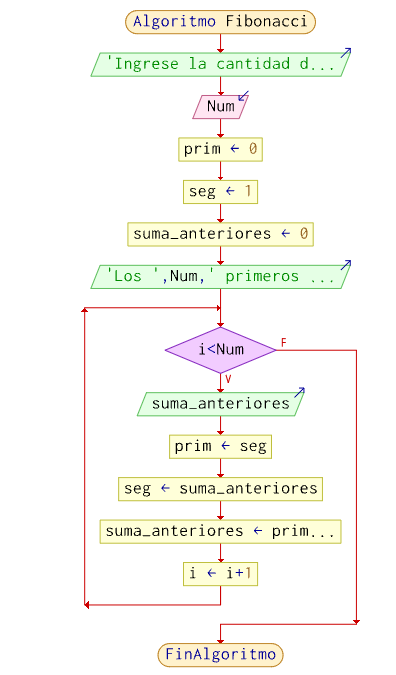 Algoritmo Fibonacci
'Ingrese la cantidad d...
Num
prim ← 0
seg ← 1
suma_anteriores ← 0
'Los ',Num,' primeros ...
i<Num
F
V
suma_anteriores
prim ← seg
seg ← suma_anteriores
suma_anteriores ← prim...
i ← i+1
FinAlgoritmo